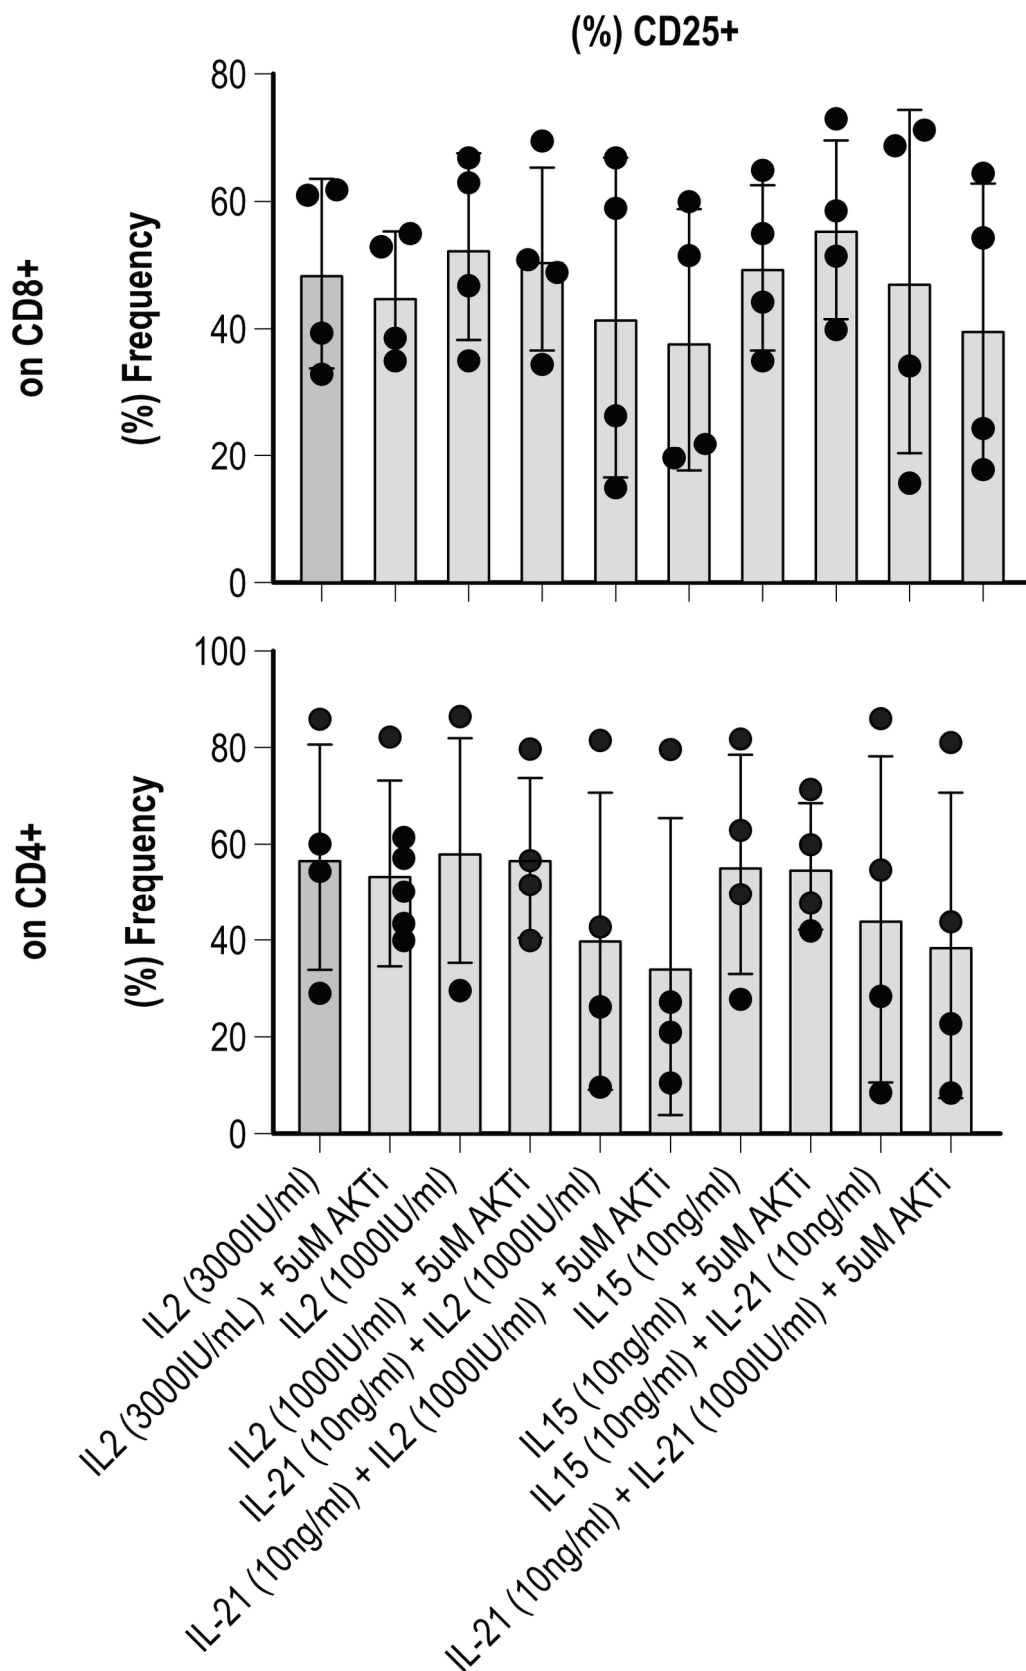 (%) CD25+
on CD8+
(%) Frequency
80
60
40
20
0
on CD4+
(%) Frequency
100
80
60
40
20
0
IL2 (3000IU/ml)
IL2 (3000IU/mL) + 5uM AKTi
IL2 (1000IU/ml)
IL2 (1000IU/ml) + 5uM AKTi
IL-21 (10ng/ml) + IL2 (1000IU/ml)
IL-21 (10ng/ml) + IL2 (1000IU/ml) + 5uM AKTi
IL15 (10ng/ml)
IL15 (10ng/ml) + 5uM AKTi
IL15 (10ng/ml) + IL-21 (10ng/ml)
IL-21 (10ng/ml) + IL-21 (1000IU/ml) + 5uM AKTi